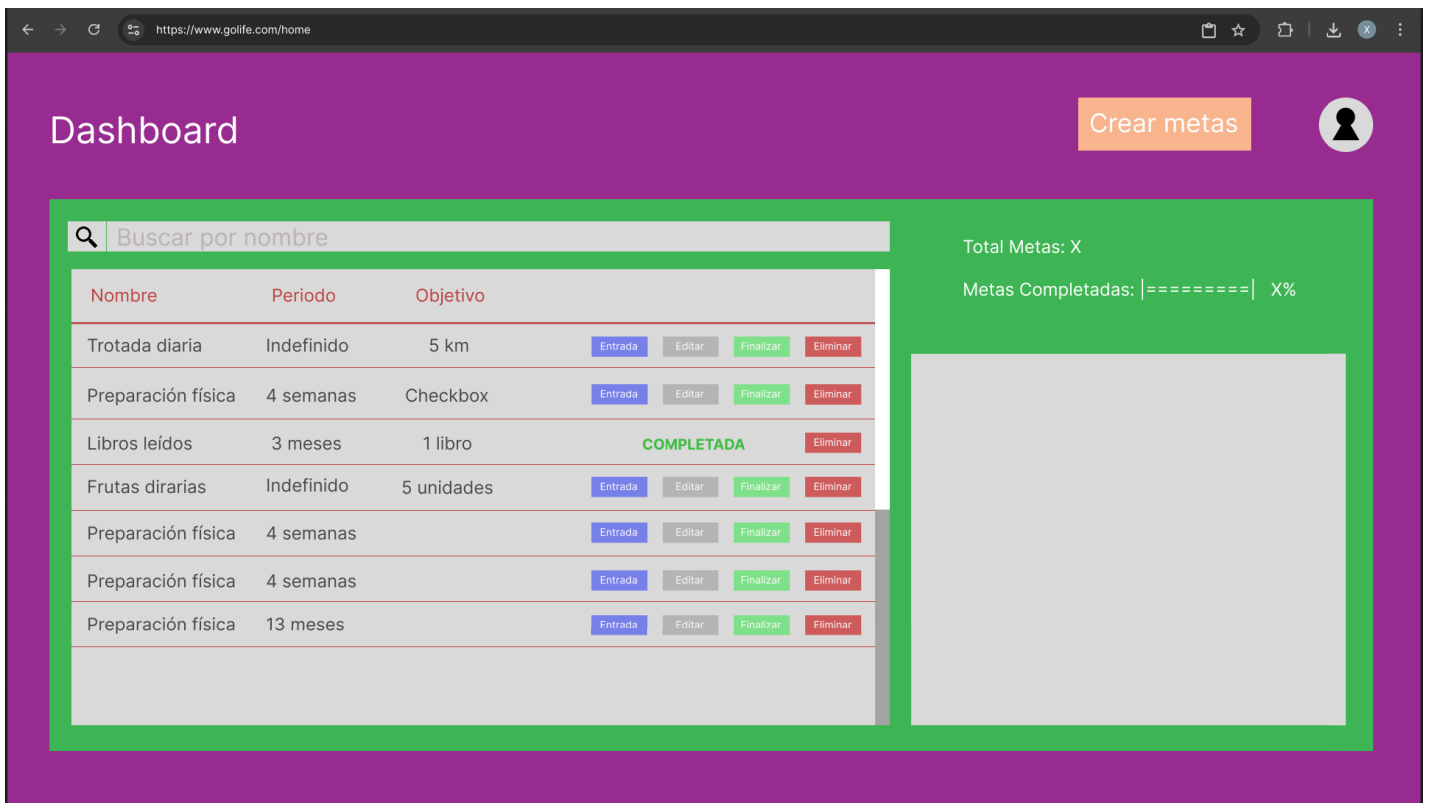 https://www.golife.com/home
X
Dashboard
Crear metas
Buscar por nombre
Total Metas: X
Metas Completadas: |=========| X%
Nombre Periodo Objetivo
Trotada diaria Indefinido 5 km Entrada Editar Finalizar Eliminar
Preparación física 4 semanas Checkbox Entrada Editar Finalizar Eliminar
Libros leídos 3 meses 1 libro COMPLETADA Eliminar
Frutas dirarias Indefinido 5 unidades Entrada Editar Finalizar Eliminar
Preparación física 4 semanas Entrada Editar Finalizar Eliminar
Preparación física 4 semanas Entrada Editar Finalizar Eliminar
Preparación física 13 meses Entrada Editar Finalizar Eliminar